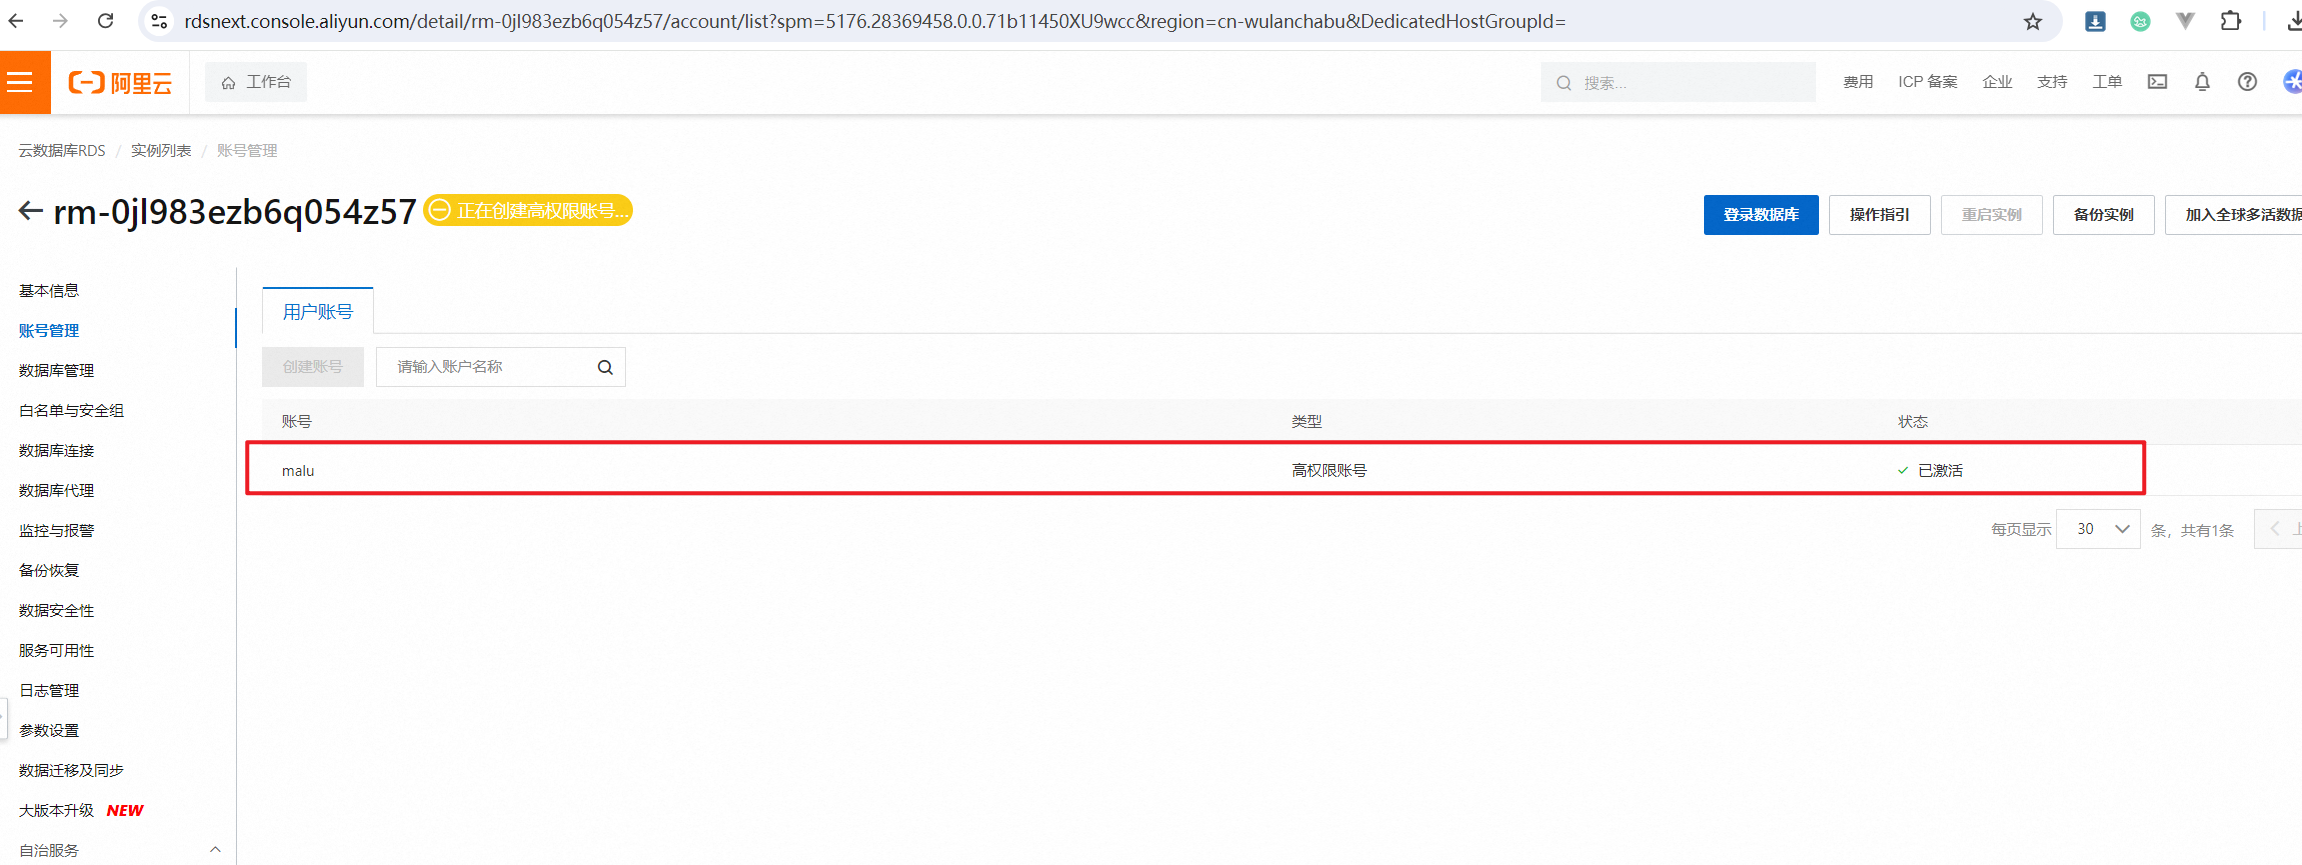 rdsnext.console.aliyun.com/detail/rm-0jl983ezb6q054z57/account/list?spm=5176.28369458.0.0.71b11450XU9wcc&region=cn-wulanchabu&DedicatedHostGroupId=
阿里云
工作台
搜索...
费用
ICP 备案
企业
支持
工单
云数据库RDS / 实例列表 / 账号管理
rm-0jl983ezb6q054z57
正在创建高权限账号...
登录数据库
操作指引
重启实例
备份实例
加入全球多活数据
基本信息
账号管理
数据库管理
白名单与安全组
数据库连接
数据库代理
监控与报警
备份恢复
数据安全性
服务可用性
日志管理
参数设置
数据迁移及同步
大版本升级 NEW
自治服务
用户账号
创建账号
请输入账户名称
账号 类型 状态
malu 高权限账号 已激活
每页显示 30 条，共有1条
上